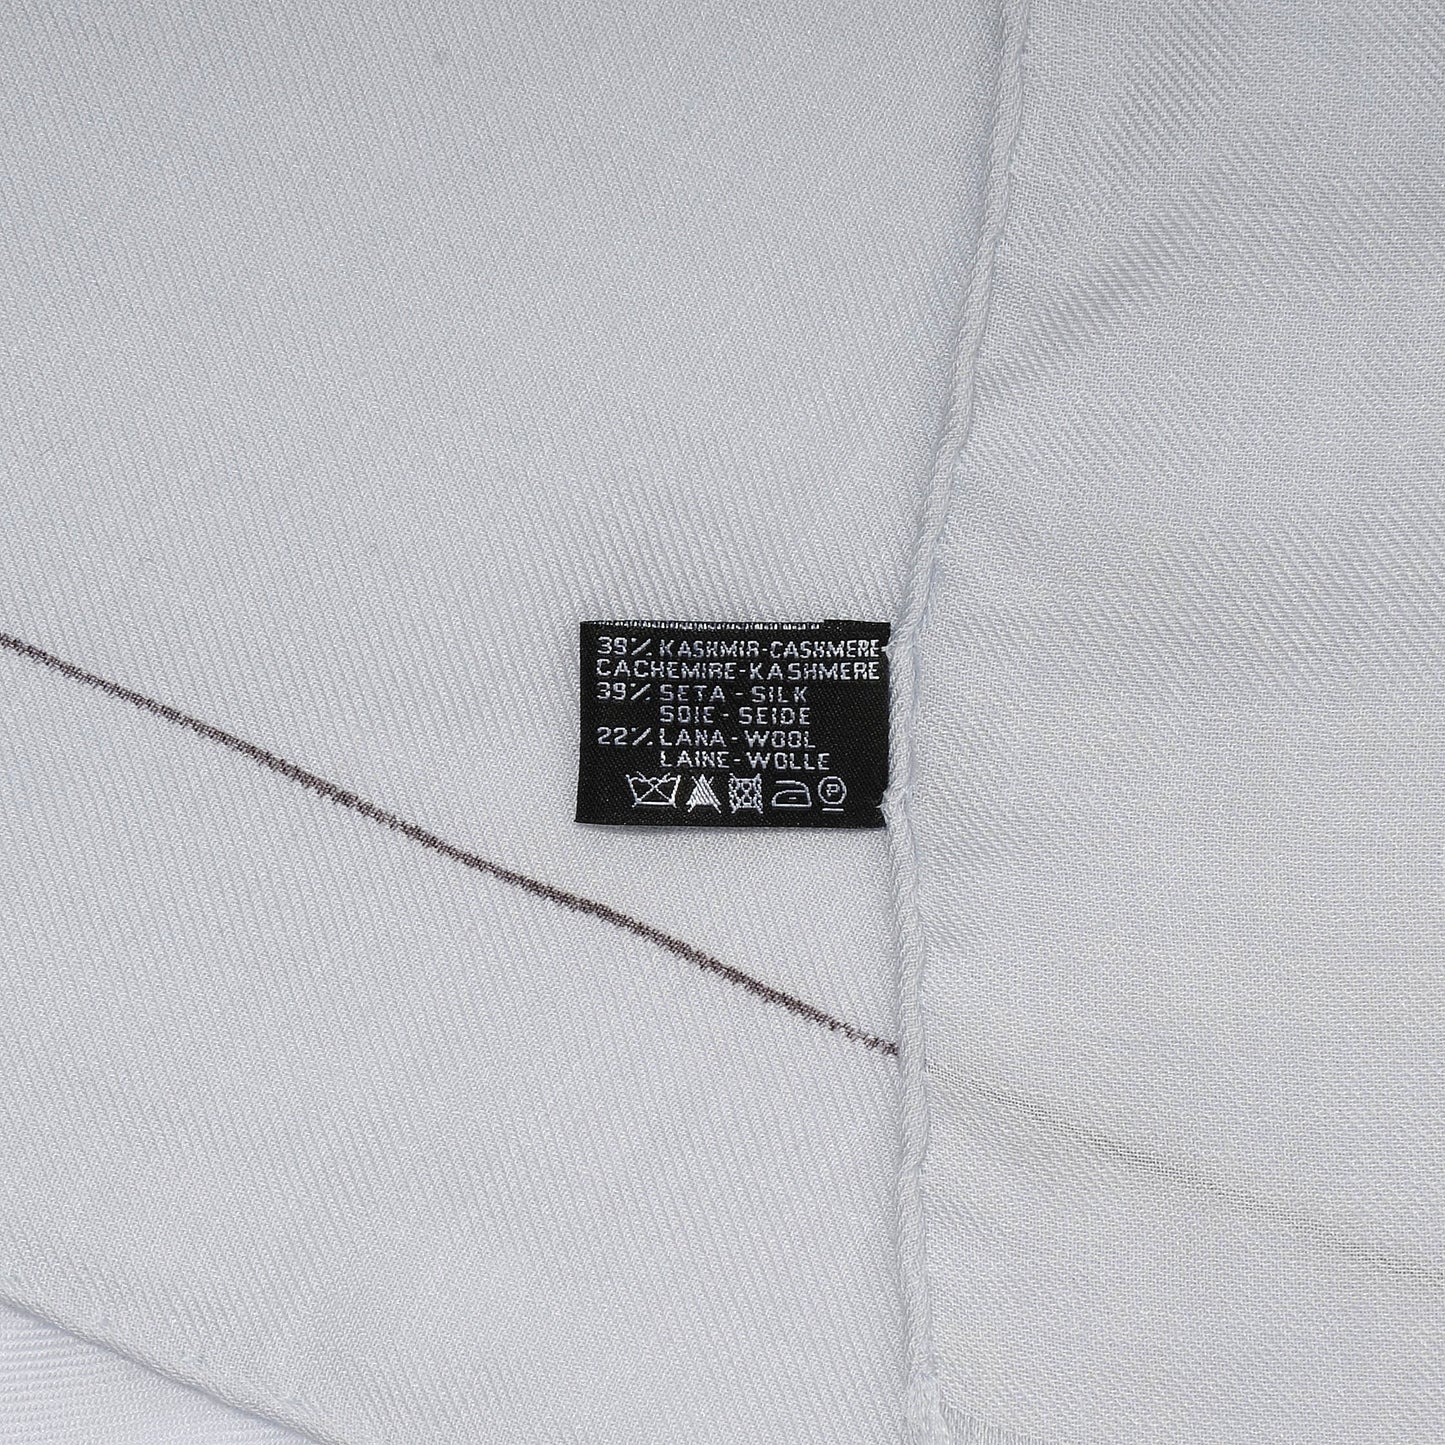 39% KASHMIR-CASHMERE
CACHEMIRE-KASHMERE
39% SETA - SILK
SOIE - SEIDE
22% LANA - WOOL
LAINE - WOLLE
P